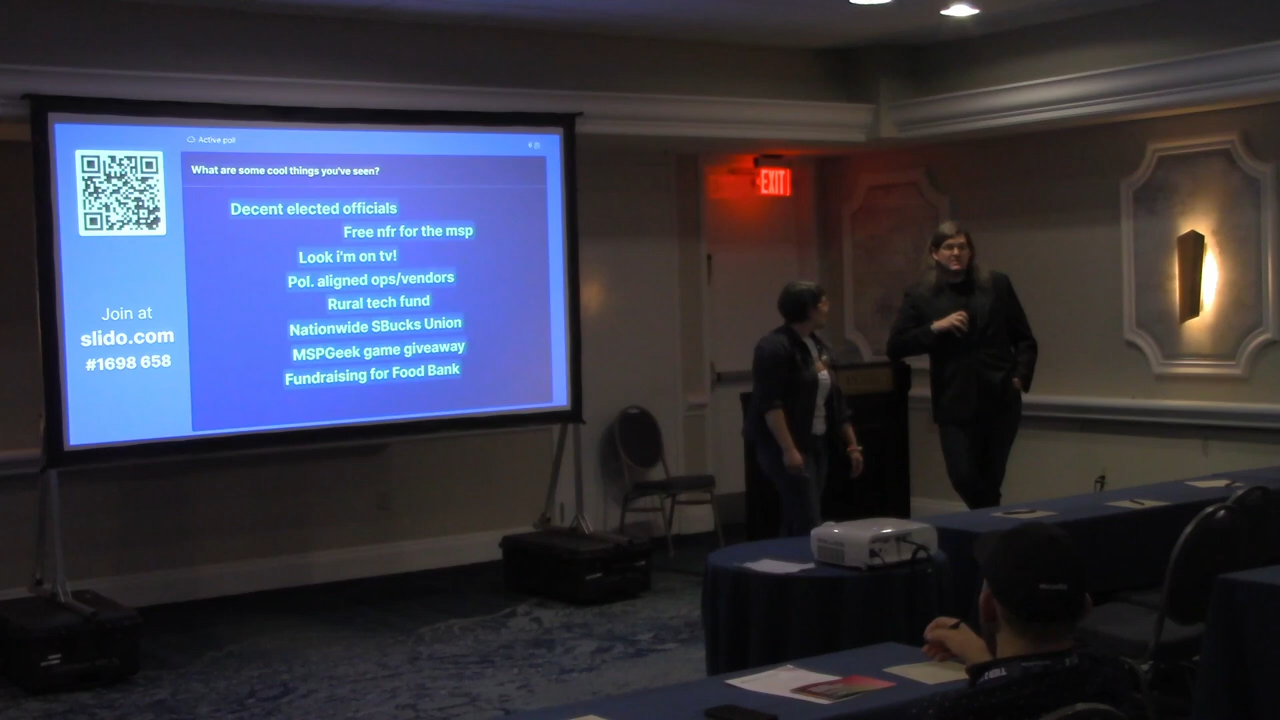 Active poll
What are some cool things you've seen?
Decent elected officials
Free nfr for the msp
Look i'm on tv!
Pol. aligned ops/vendors
Rural tech fund
Nationwide SBucks Union
MSPGeek game giveaway
Fundraising for Food Bank
Join at
slido.com
#1698 658
EXIT